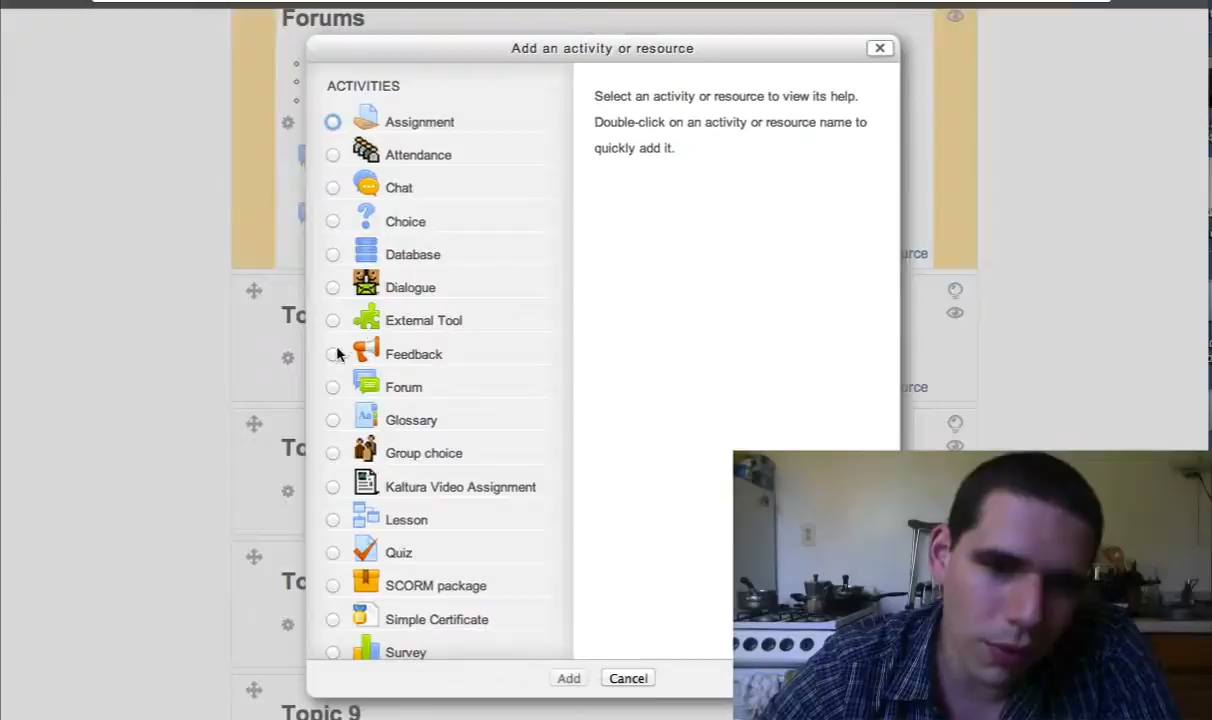 Forums
Add an activity or resource
ACTIVITIES
Assignment
Attendance
Chat
Choice
Database
Dialogue
External Tool
Feedback
Forum
Glossary
Group choice
Kaltura Video Assignment
Lesson
Quiz
SCORM package
Simple Certificate
Survey
Select an activity or resource to view its help.
Double-click on an activity or resource name to
quickly add it.
Add
Cancel
Topic 9